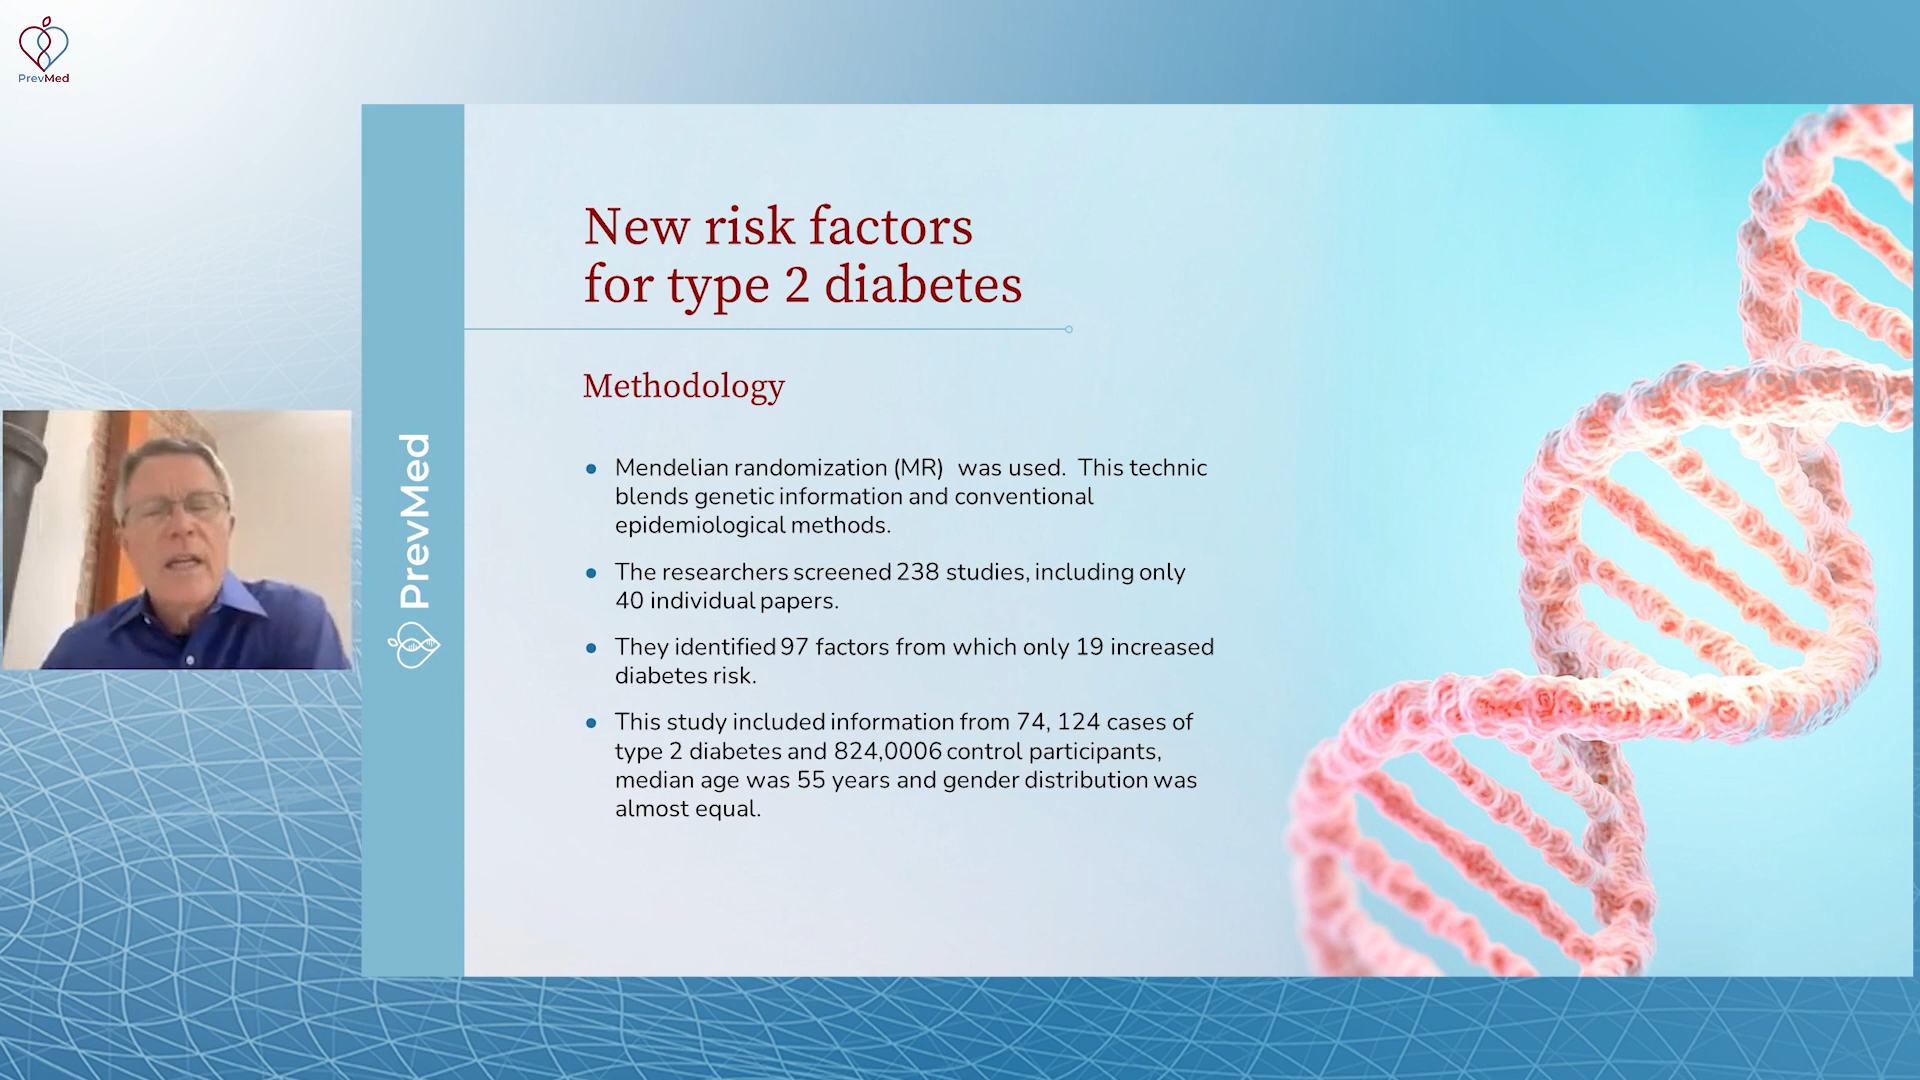 PrevMed
PrevMed
New risk factors
for type 2 diabetes
Methodology
Mendelian randomization (MR) was used. This technic
blends genetic information and conventional
epidemiological methods.
The researchers screened 238 studies, including only
40 individual papers.
They identified 97 factors from which only 19 increased
diabetes risk.
This study included information from 74, 124 cases of
type 2 diabetes and 824,0006 control participants,
median age was 55 years and gender distribution was
almost equal.